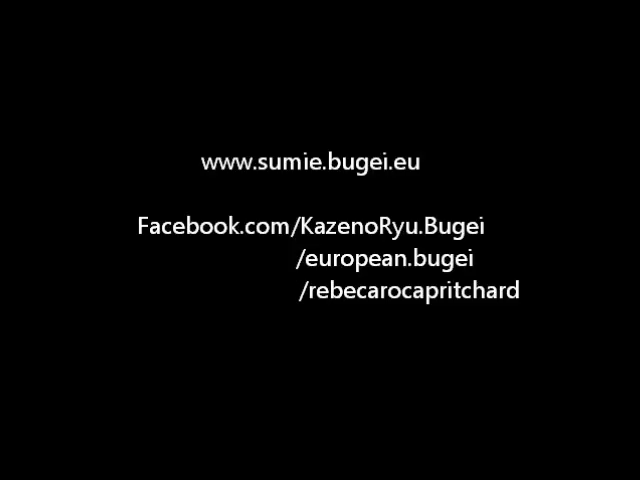 www.sumie.bugei.eu
Facebook.com/KazenoRyu.Bugei
/european.bugei
/rebecarocapritchard